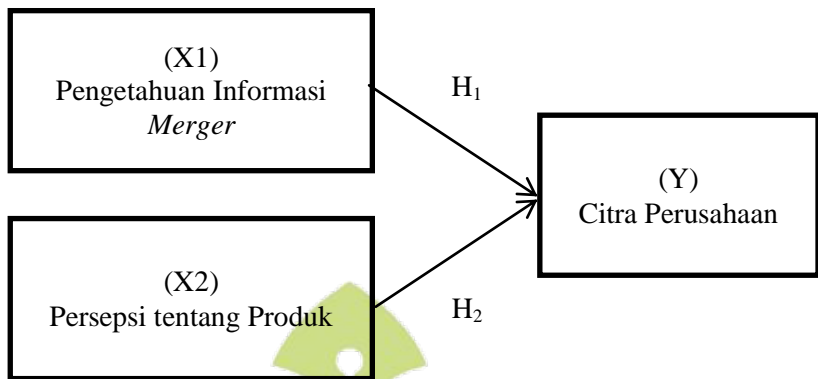 (X1)
Pengetahuan Informasi
Merger
H₁
(Y)
Citra Perusahaan
(X2)
Persepsi tentang Produk
H₂